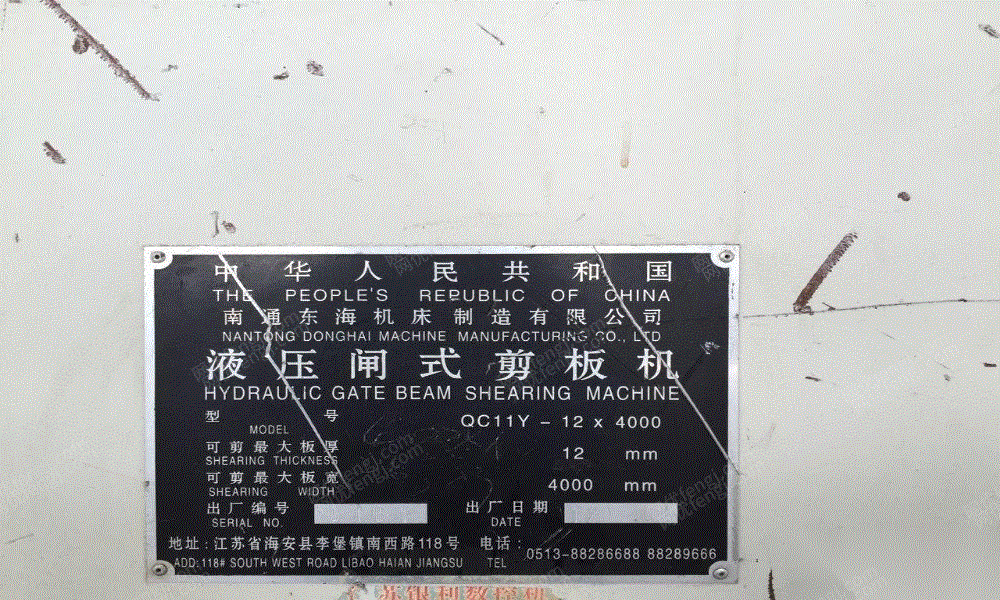 中华人民共和国
THE PEOPLE'S REPUBLIC OF CHINA
南通东海机床制造有限公司
NANTONG DONGHAI MACHINE MANUFACTURING CO., LTD
液压闸式剪板机
HYDRAULIC GATE BEAM SHEARING MACHINE
型号 QC11Y - 12 x 4000
MODEL
可剪最大板厚 12 mm
SHEARING THICKNESS
可剪最大板宽 4000 mm
SHEARING WIDTH
出厂编号 出厂日期
SERIAL NO. DATE
地址:江苏省海安县李堡镇南西路118号 电话: 0513-88286688 88289666
ADD:118# SOUTH WEST ROAD LIBAO HAIAN JIANGSU TEL